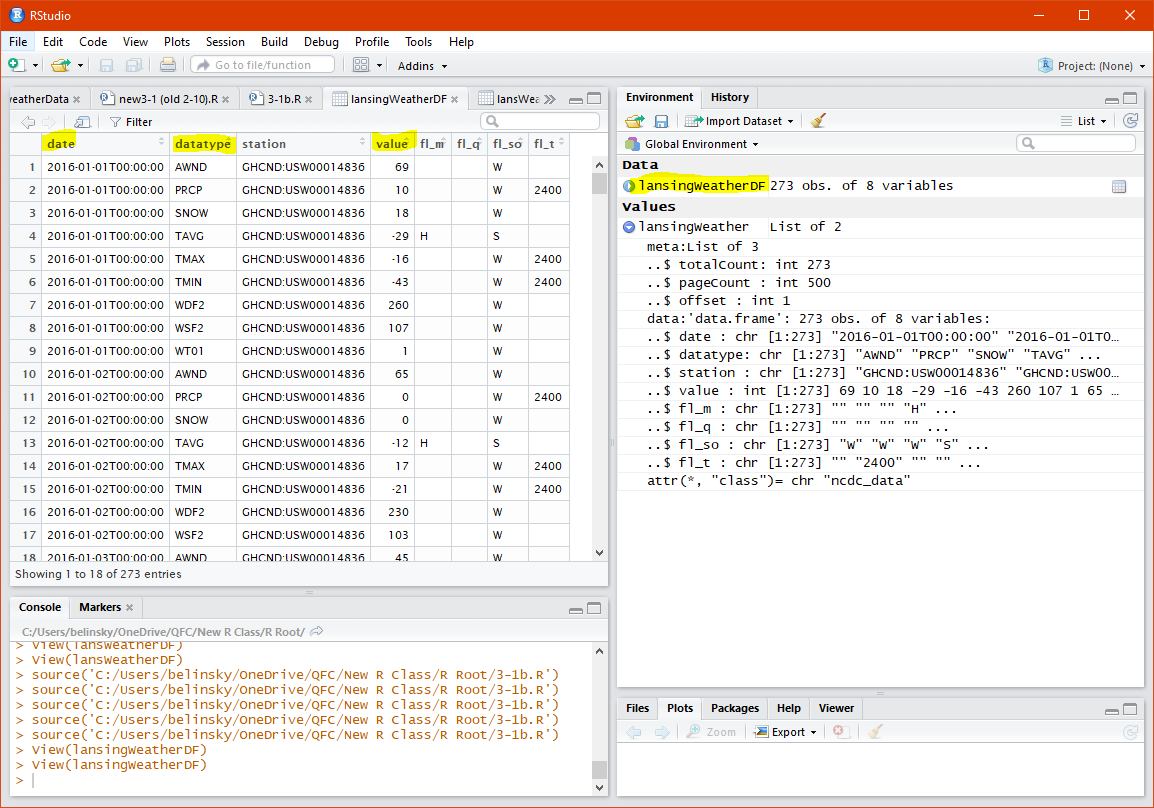 RStudio
File Edit Code View Plots Session Build Debug Profile Tools Help
Go to file/function Addins Project: (None)
weatherData new3-1 (old 2-10).R 3-1b.R lansingWeatherDF lansWea
Filter
date datatype station value fl_m fl_q fl_so fl_t
1 2016-01-01T00:00:00 AWND GHCND:USW00014836 69 W
2 2016-01-01T00:00:00 PRCP GHCND:USW00014836 10 W 2400
3 2016-01-01T00:00:00 SNOW GHCND:USW00014836 18 W
4 2016-01-01T00:00:00 TAVG GHCND:USW00014836 -29 H S
5 2016-01-01T00:00:00 TMAX GHCND:USW00014836 -16 W 2400
6 2016-01-01T00:00:00 TMIN GHCND:USW00014836 -43 W 2400
7 2016-01-01T00:00:00 WDF2 GHCND:USW00014836 260 W
8 2016-01-01T00:00:00 WSF2 GHCND:USW00014836 107 W
9 2016-01-01T00:00:00 WT01 GHCND:USW00014836 1 W
10 2016-01-02T00:00:00 AWND GHCND:USW00014836 65 W
11 2016-01-02T00:00:00 PRCP GHCND:USW00014836 0 W 2400
12 2016-01-02T00:00:00 SNOW GHCND:USW00014836 0 W
13 2016-01-02T00:00:00 TAVG GHCND:USW00014836 -12 H S
14 2016-01-02T00:00:00 TMAX GHCND:USW00014836 17 W 2400
15 2016-01-02T00:00:00 TMIN GHCND:USW00014836 -21 W 2400
16 2016-01-02T00:00:00 WDF2 GHCND:USW00014836 230 W
17 2016-01-02T00:00:00 WSF2 GHCND:USW00014836 103 W
18 2016-01-03T00:00:00 AWND GHCND:USW00014836 45 W
Showing 1 to 18 of 273 entries
Console Markers
C:/Users/belinsky/OneDrive/QFC/New R Class/R Root/
> View(lansWeatherDF)
> View(lansWeatherDF)
> source('C:/Users/belinsky/OneDrive/QFC/New R Class/R Root/3-1b.R')
> source('C:/Users/belinsky/OneDrive/QFC/New R Class/R Root/3-1b.R')
> source('C:/Users/belinsky/OneDrive/QFC/New R Class/R Root/3-1b.R')
> source('C:/Users/belinsky/OneDrive/QFC/New R Class/R Root/3-1b.R')
> source('C:/Users/belinsky/OneDrive/QFC/New R Class/R Root/3-1b.R')
> View(lansingWeatherDF)
> View(lansingWeatherDF)
>
Environment History
Import Dataset List
Global Environment
Data
lansingWeatherDF 273 obs. of 8 variables
Values
lansingWeather List of 2
meta:List of 3
..$ totalCount: int 273
..$ pageCount : int 500
..$ offset : int 1
data:'data.frame': 273 obs. of 8 variables:
..$ date : chr [1:273] "2016-01-01T00:00:00" "2016-01-01T0…
..$ datatype: chr [1:273] "AWND" "PRCP" "SNOW" "TAVG" ...
..$ station : chr [1:273] "GHCND:USW00014836" "GHCND:USW00…
..$ value : int [1:273] 69 10 18 -29 -16 -43 260 107 1 65 …
..$ fl_m : chr [1:273] "" "" "" "H" ...
..$ fl_q : chr [1:273] "" "" "" "" ...
..$ fl_so : chr [1:273] "W" "W" "W" "S" ...
..$ fl_t : chr [1:273] "" "2400" "" "" ...
attr(*, "class")= chr "ncdc_data"
Files Plots Packages Help Viewer
Zoom Export